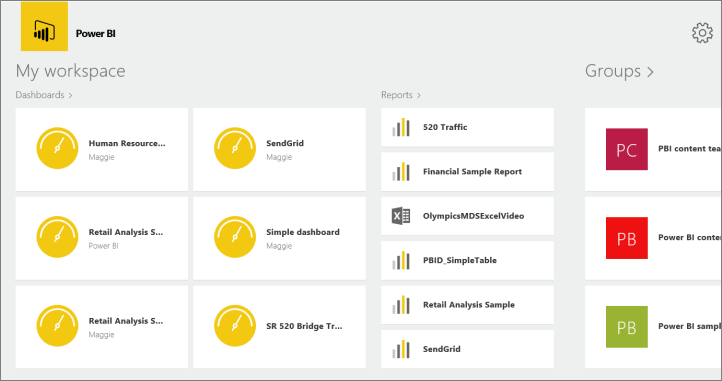 Power BI
My workspace
Groups >
Dashboards >
Reports >
Human Resource...
Maggie
SendGrid
Maggie
Retail Analysis S...
Power BI
Simple dashboard
Maggie
Retail Analysis S...
Maggie
SR 520 Bridge Tr...
520 Traffic
Financial Sample Report
OlympicsMDSExcelVideo
PBID_SimpleTable
Retail Analysis Sample
SendGrid
PC
PBI content tea
PB
Power BI conte
PB
Power BI sampl